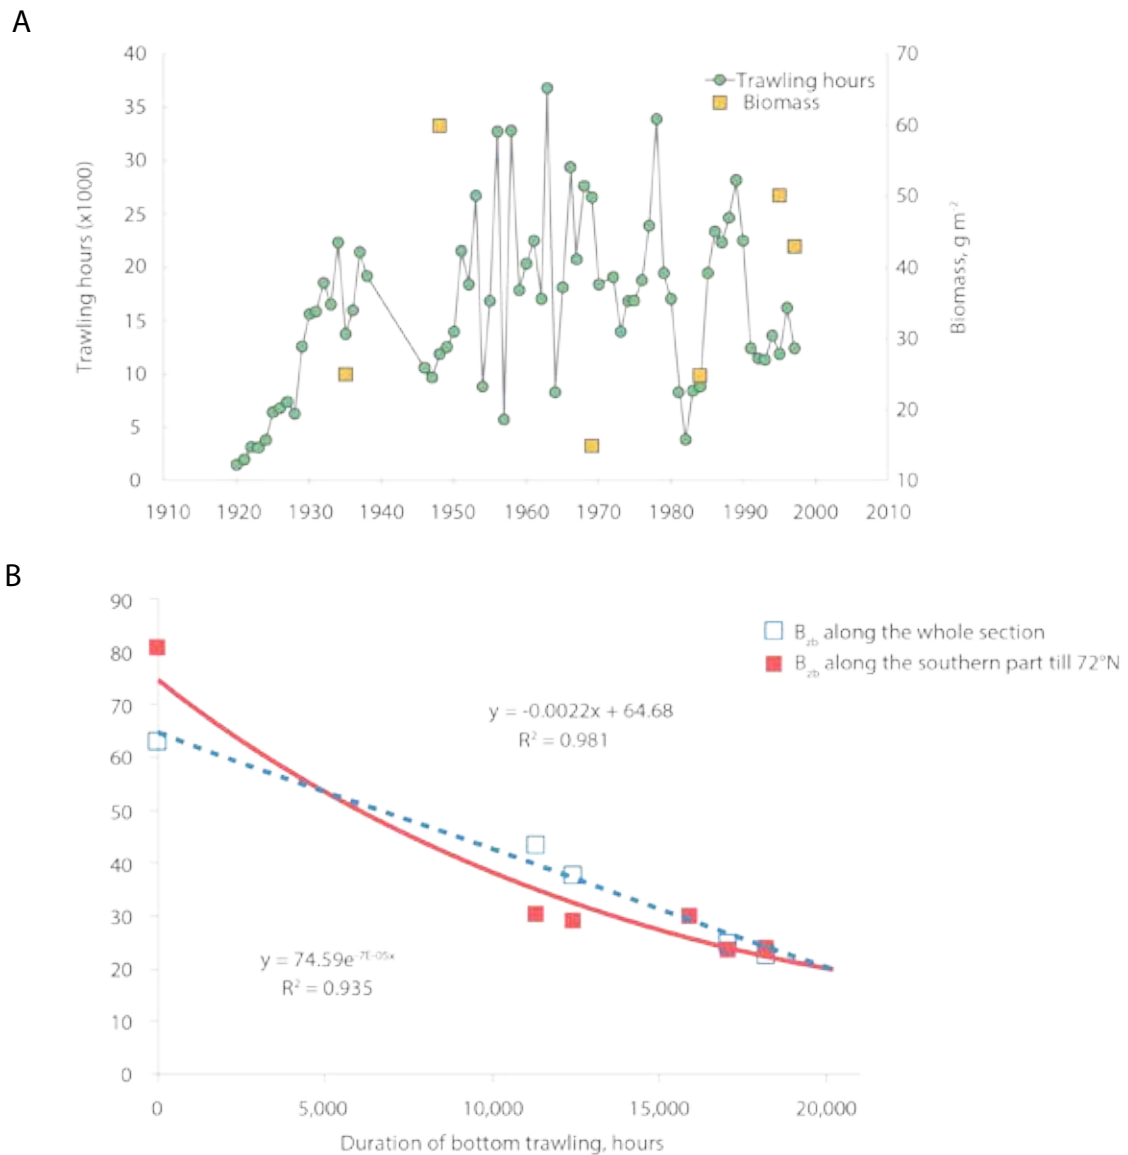 A
40
35
30
25
20
15
10
5
0
Trawling hours (x1000)
Trawling hours
Biomass
70
60
50
40
30
20
10
Biomass, g m⁻²
1910 1920 1930 1940 1950 1960 1970 1980 1990 2000 2010
B
90
80
70
60
50
40
30
20
10
0
B_zb along the whole section
B_zb along the southern part till 72°N
y = -0.0022x + 64.68
R² = 0.981
y = 74.59e^-7E-05x
R² = 0.935
0 5,000 10,000 15,000 20,000
Duration of bottom trawling, hours